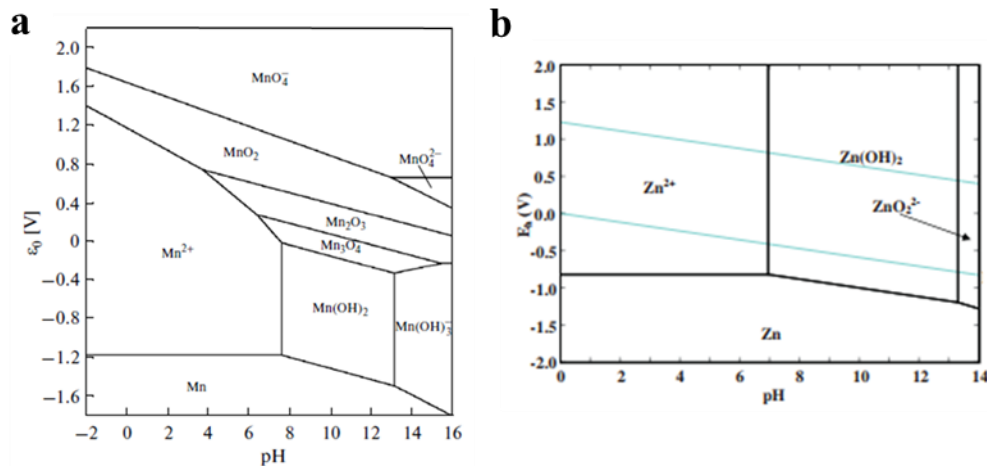 a
ε₀ [V]
2.0
1.6
1.2
0.8
0.4
0
−0.4
−0.8
−1.2
−1.6
MnO₄⁻
MnO₂
MnO₄²⁻
Mn₂O₃
Mn₃O₄
Mn²⁺
Mn(OH)₂
Mn(OH)₃⁻
Mn
−2 0 2 4 6 8 10 12 14 16
pH
b
Eₕ (V)
2.0
1.5
1.0
0.5
0.0
-0.5
-1.0
-1.5
-2.0
Zn(OH)₂
Zn²⁺
ZnO₂²⁻
Zn
0 2 4 6 8 10 12 14
pH